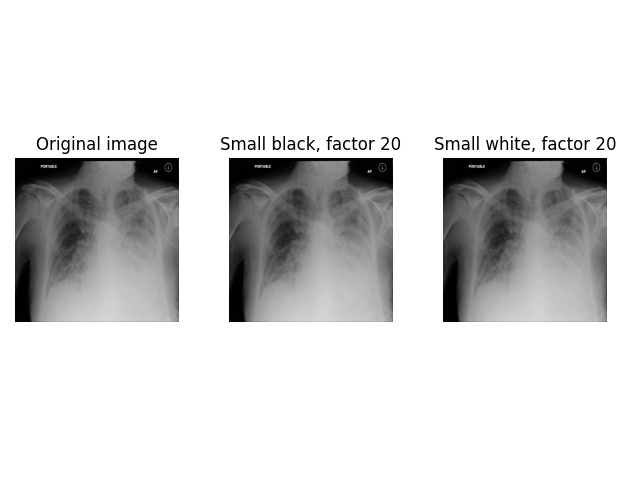 Original image
Small black, factor 20
Small white, factor 20
PORTABLE
AP
PORTABLE
AP
PORTABLE
AP